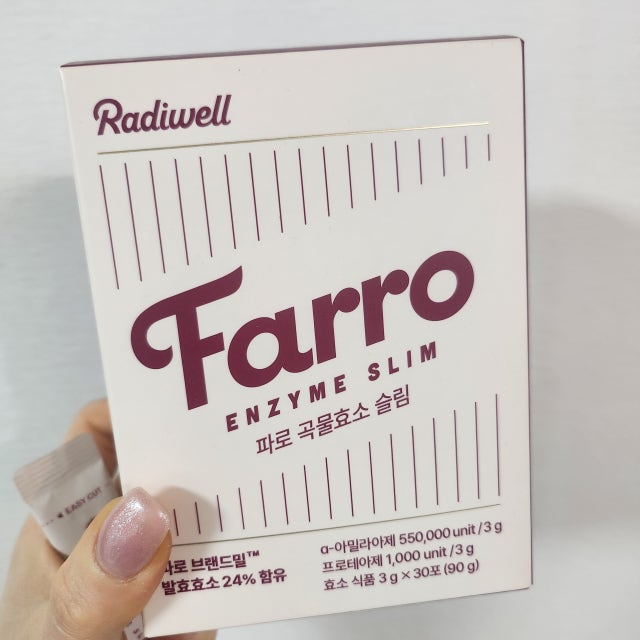 Radiwell
Farro
ENZYME SLIM
파로 곡물효소 슬림
EASY CUT
파로 브랜드밀™
발효효소 24% 함유
α-아밀라아제 550,000 unit / 3 g
프로테아제 1,000 unit / 3 g
효소 식품 3 g × 30포 (90 g)